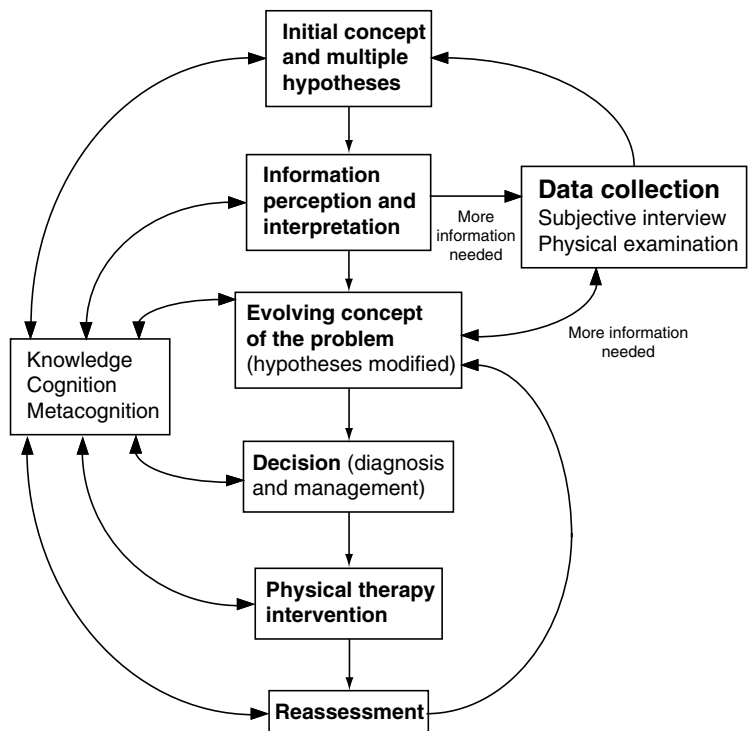 Initial concept
and multiple
hypotheses
Information
perception and
interpretation
More
information
needed
Data collection
Subjective interview
Physical examination
Evolving concept
of the problem
(hypotheses modified)
More information
needed
Knowledge
Cognition
Metacognition
Decision (diagnosis
and management)
Physical therapy
intervention
Reassessment